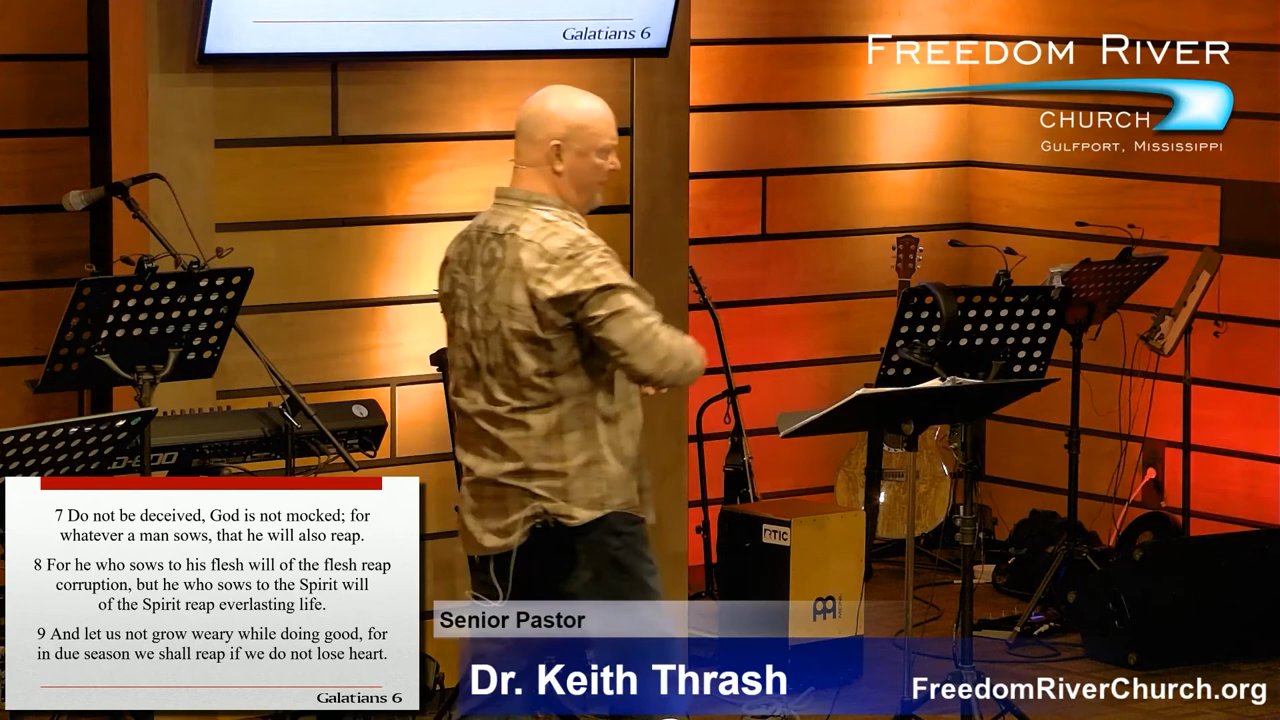 Galatians 6
FREEDOM RIVER
CHURCH
GULFPORT, MISSISSIPPI
D-800
RTIC
7 Do not be deceived, God is not mocked; for
whatever a man sows, that he will also reap.
8 For he who sows to his flesh will of the flesh reap
corruption, but he who sows to the Spirit will
of the Spirit reap everlasting life.
9 And let us not grow weary while doing good, for
in due season we shall reap if we do not lose heart.
Galatians 6
Senior Pastor
Dr. Keith Thrash
FreedomRiverChurch.org